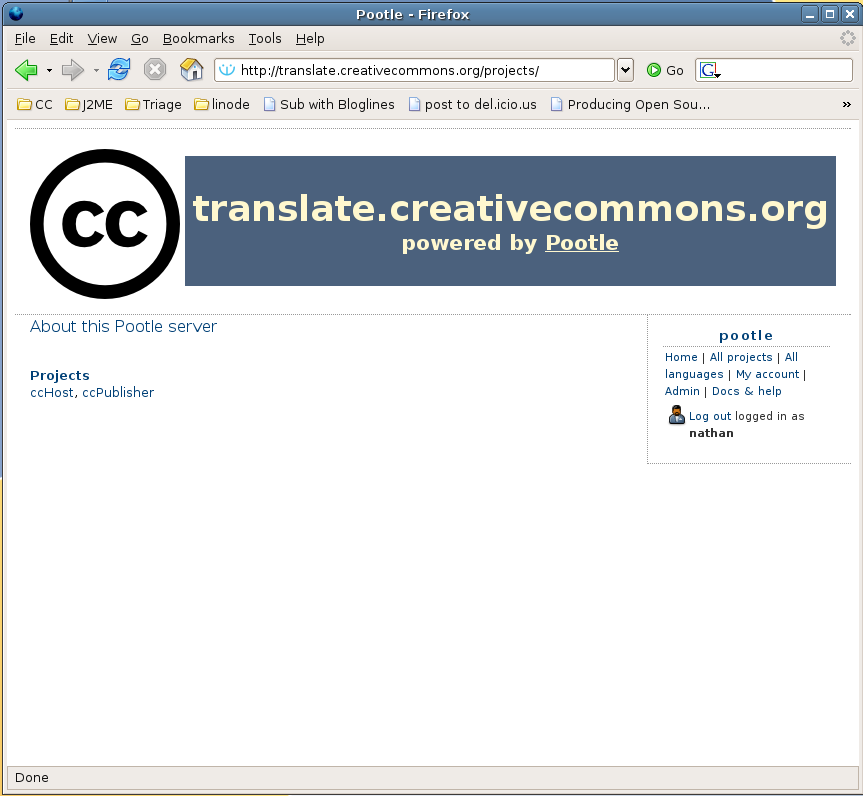 Pootle - Firefox
File Edit View Go Bookmarks Tools Help
http://translate.creativecommons.org/projects/ Go G
CC J2ME Triage linode Sub with Bloglines post to del.icio.us Producing Open Sou... »
cc translate.creativecommons.org
powered by Pootle
About this Pootle server
Projects
ccHost, ccPublisher
pootle
Home | All projects | All
languages | My account |
Admin | Docs & help
Log out logged in as
nathan
Done